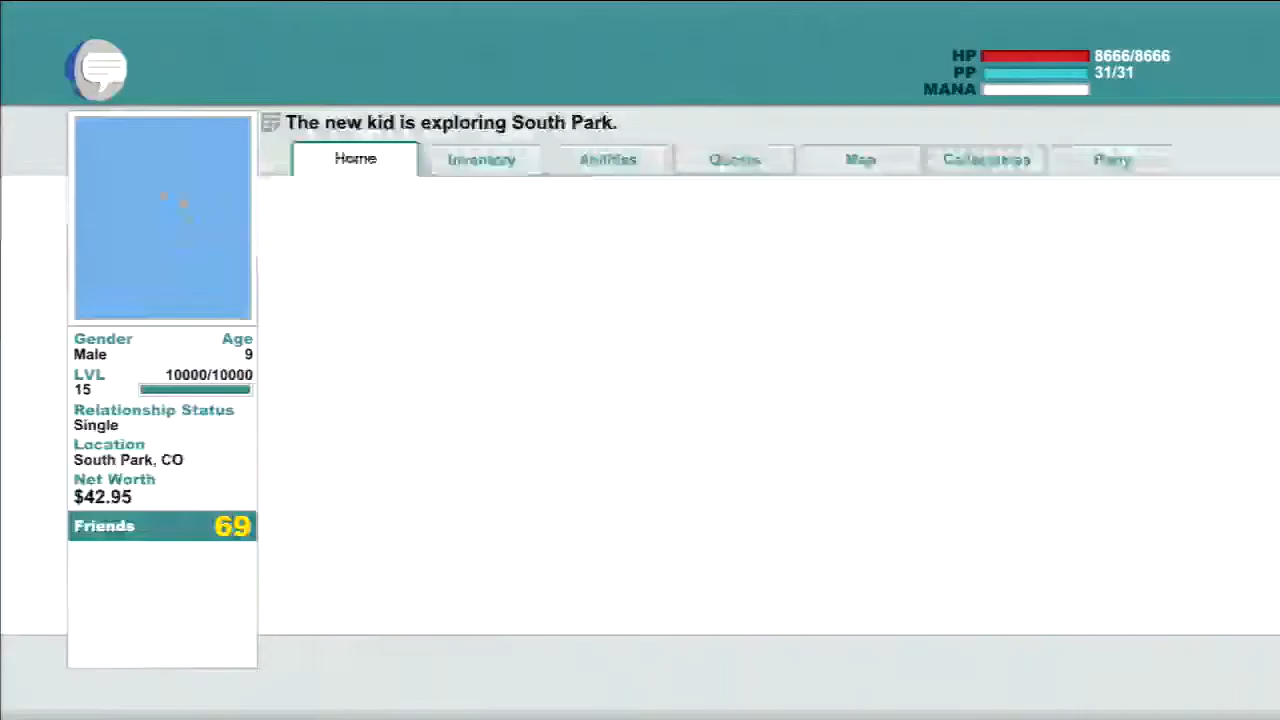 HP 8666/8666
PP 31/31
MANA
The new kid is exploring South Park.
Home Inventory Abilities Quests Map Collectibles Party
Gender Age
Male 9
LVL 10000/10000
15
Relationship Status
Single
Location
South Park, CO
Net Worth
$42.95
Friends 69